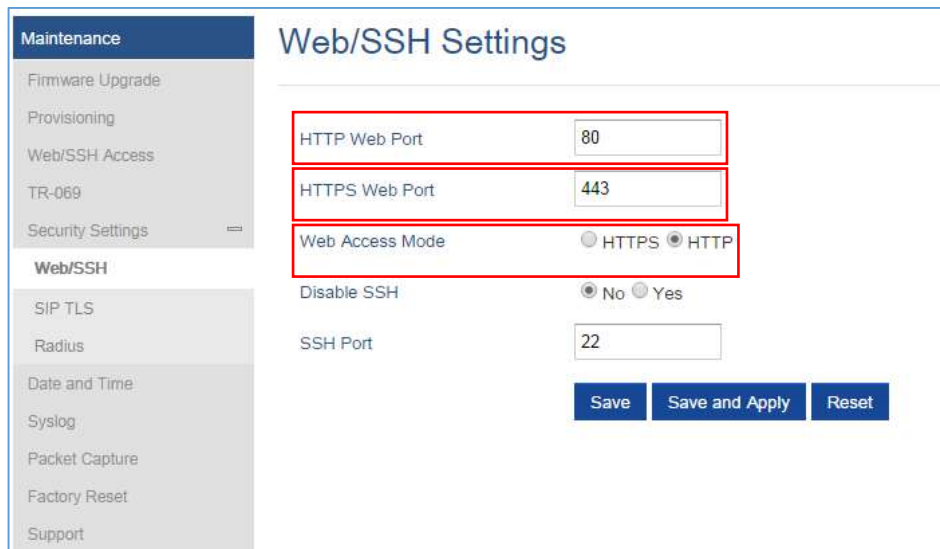 Maintenance
Firmware Upgrade
Provisioning
Web/SSH Access
TR-069
Security Settings
Web/SSH
SIP TLS
Radius
Date and Time
Syslog
Packet Capture
Factory Reset
Support
Web/SSH Settings
HTTP Web Port 80
HTTPS Web Port 443
Web Access Mode HTTPS HTTP
Disable SSH No Yes
SSH Port 22
Save Save and Apply Reset